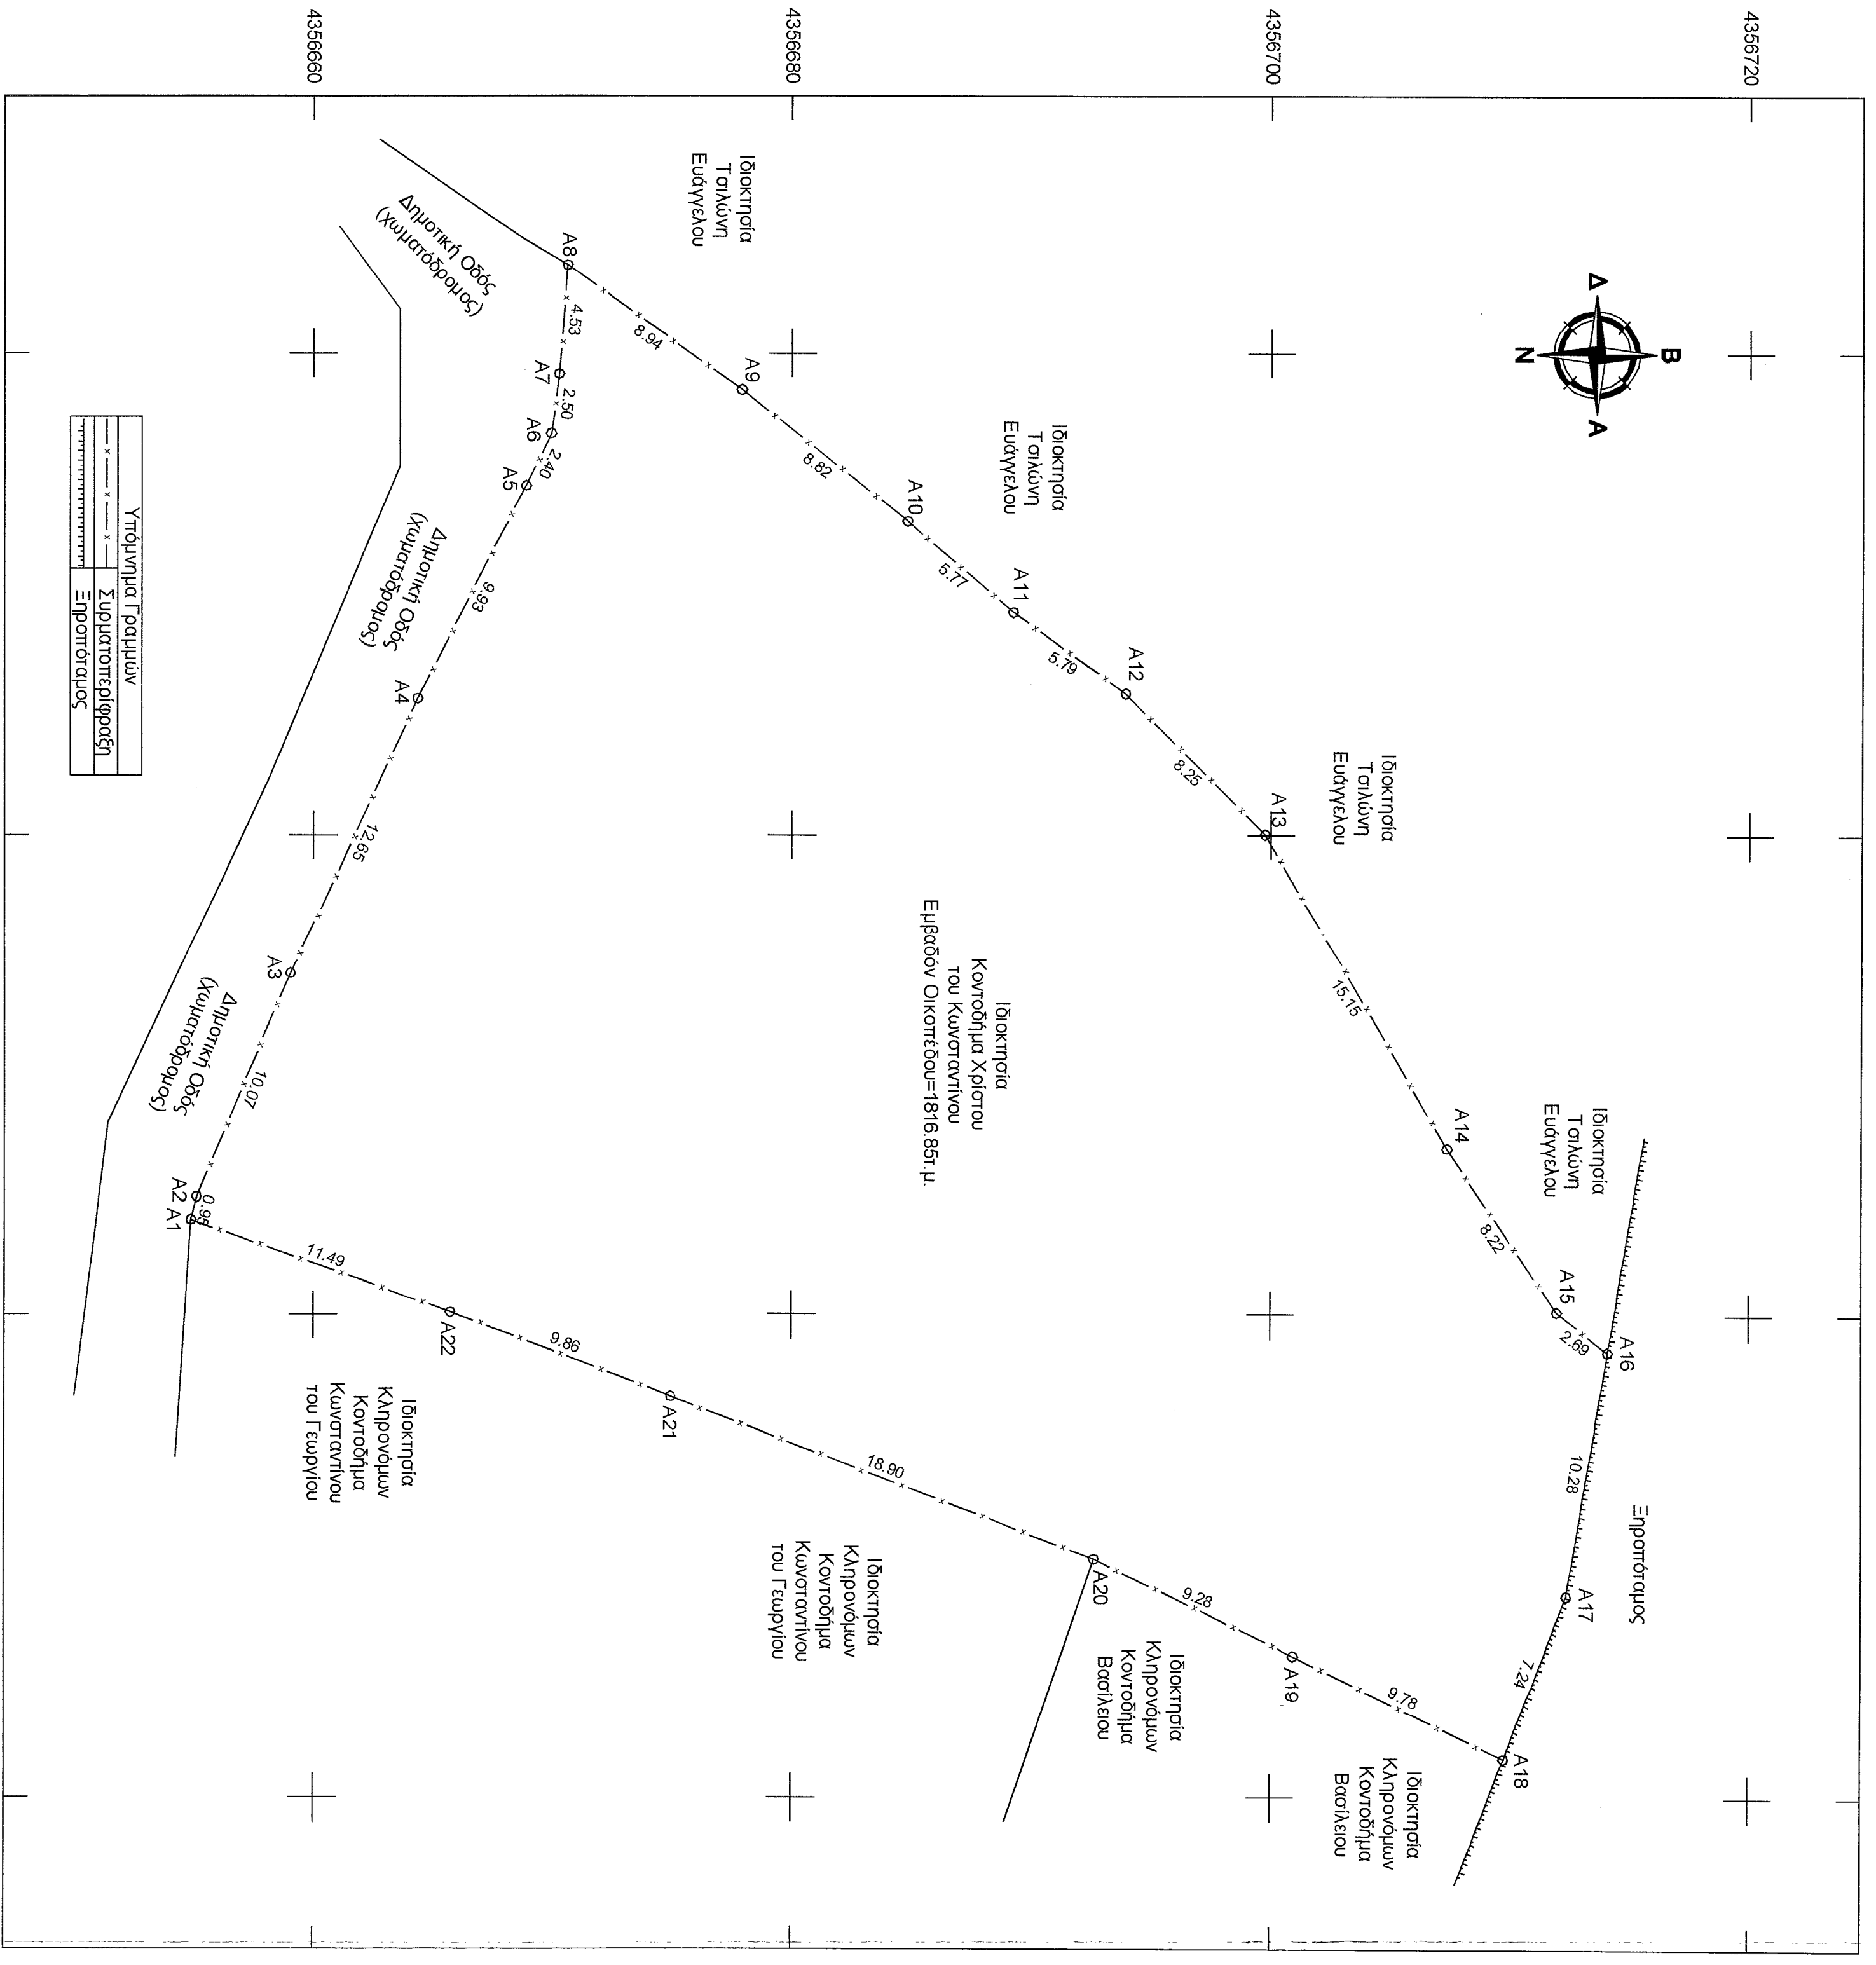 4356720
4356700
4356680
4356660
Β
Α
Ν
Δ
Ιδιοκτησία
Τσιλώνη
Ευάγγελου
Ιδιοκτησία
Τσιλώνη
Ευάγγελου
Ιδιοκτησία
Τσιλώνη
Ευάγγελου
Ιδιοκτησία
Τσιλώνη
Ευάγγελου
Ξηροπόταμος
Ιδιοκτησία
Κληρονόμων
Κοντοδήμα
Βασίλειου
Ιδιοκτησία
Κληρονόμων
Κοντοδήμα
Βασίλειου
Ιδιοκτησία
Κληρονόμων
Κοντοδήμα
Κωνσταντίνου
του Γεωργίου
Ιδιοκτησία
Κληρονόμων
Κοντοδήμα
Κωνσταντίνου
του Γεωργίου
Ιδιοκτησία
Κοντοδήμα Χρίστου
του Κωνσταντίνου
Εμβαδόν Οικοπέδου=1816.85τ.μ.
Δημοτική Οδός
(χωματόδρομος)
Δημοτική Οδός
(χωματόδρομος)
Δημοτική Οδός
(χωματόδρομος)
A1
0.95
A2
10.07
A3
12.65
A4
9.93
A5
2.40
A6
2.50
A7
4.53
A8
8.94
A9
8.82
A10
5.77
A11
5.79
A12
8.25
A13
15.15
A14
8.22
A15
2.69
A16
10.28
A17
7.24
A18
9.78
A19
9.28
A20
18.90
A21
9.86
A22
11.49
Υπόμνημα Γραμμών
Συρματοπερίφραξη
Ξηροπόταμος